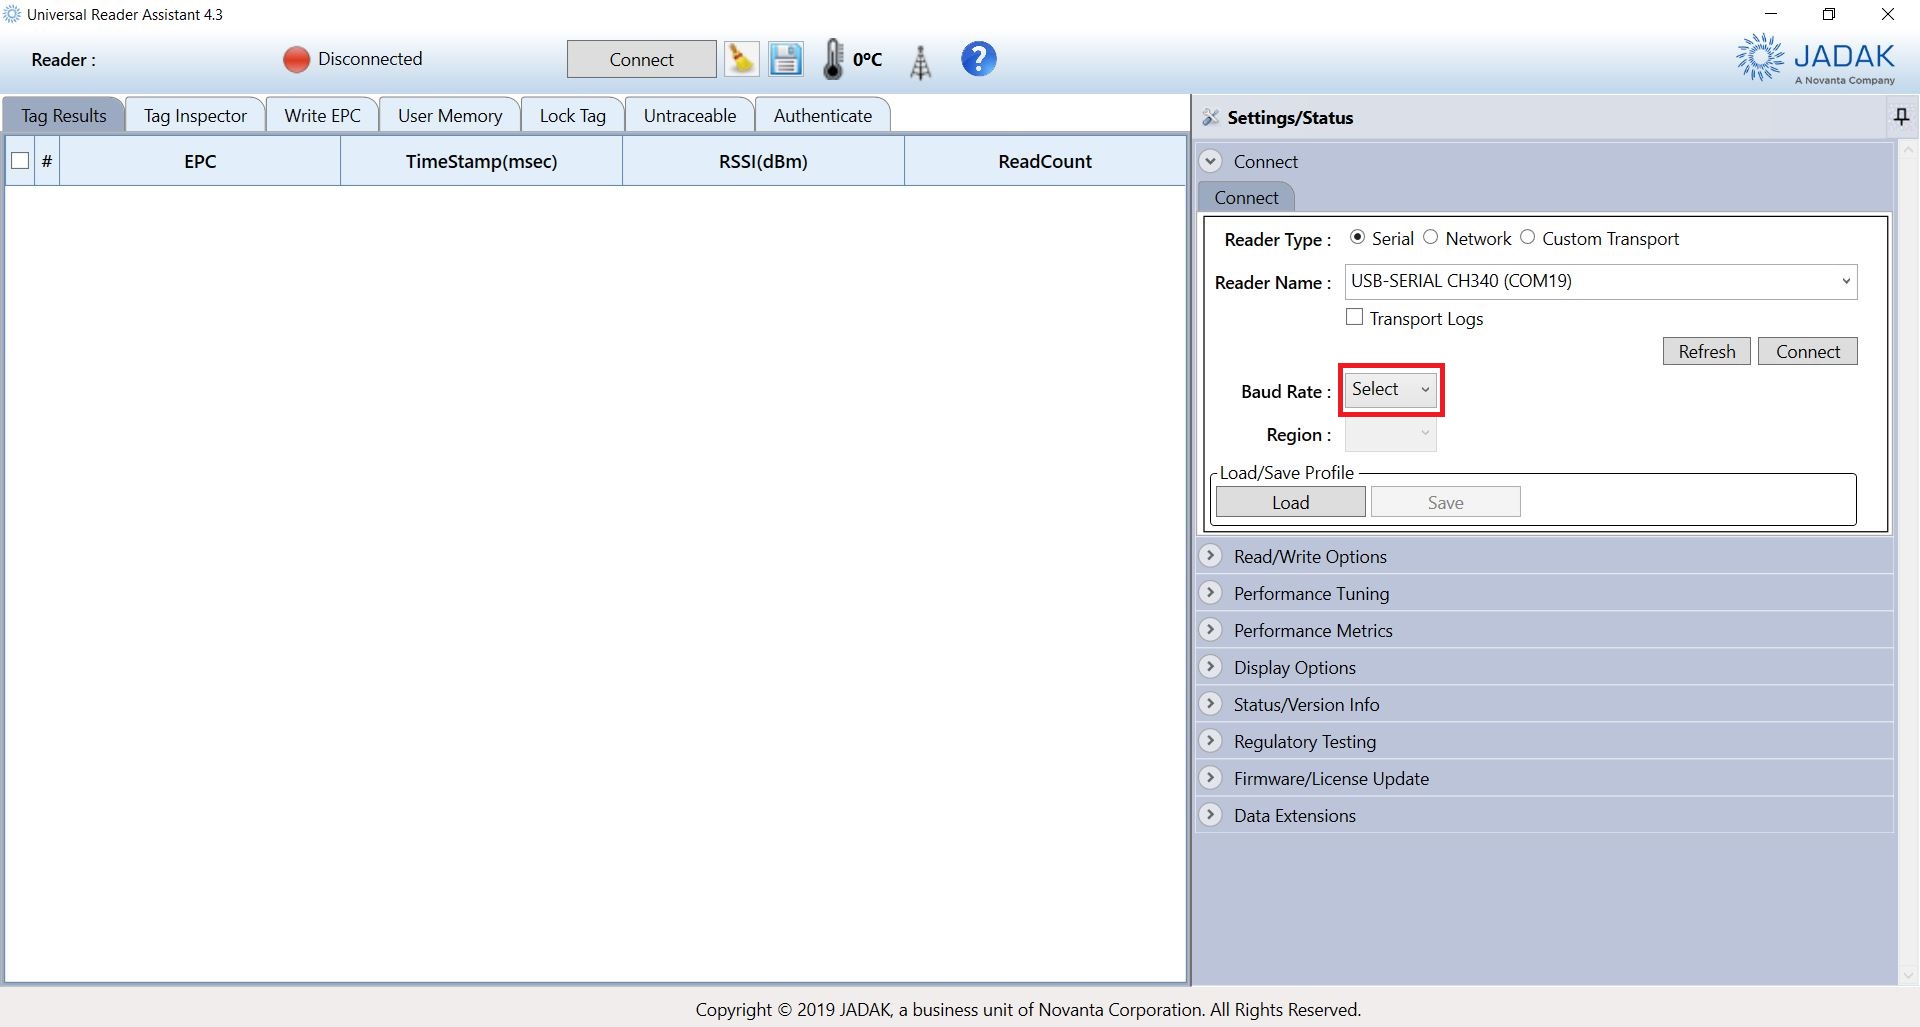 Universal Reader Assistant 4.3
Reader : Disconnected Connect 0°C ? JADAK
A Novanta Company
Tag Results Tag Inspector Write EPC User Memory Lock Tag Untraceable Authenticate
# EPC TimeStamp(msec) RSSI(dBm) ReadCount
Settings/Status
Connect
Connect
Reader Type : Serial Network Custom Transport
Reader Name : USB-SERIAL CH340 (COM19)
Transport Logs
Refresh Connect
Baud Rate : Select
Region :
Load/Save Profile
Load Save
Read/Write Options
Performance Tuning
Performance Metrics
Display Options
Status/Version Info
Regulatory Testing
Firmware/License Update
Data Extensions
Copyright © 2019 JADAK, a business unit of Novanta Corporation. All Rights Reserved.